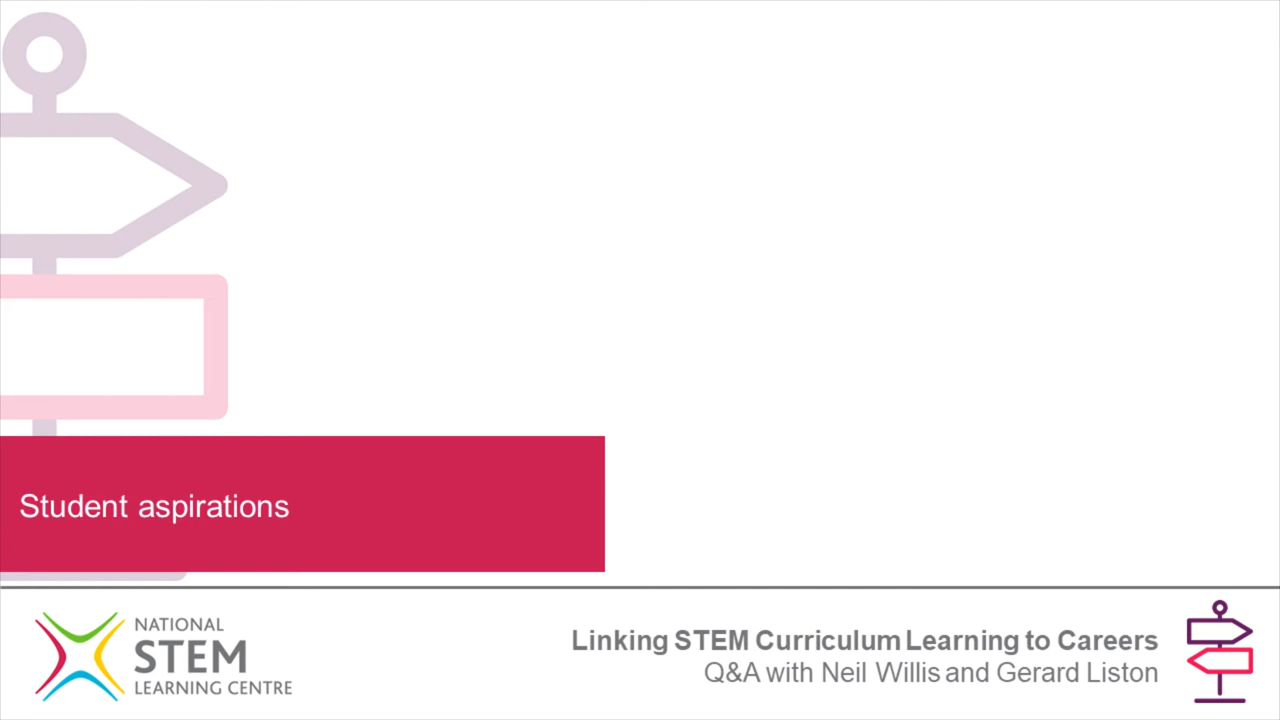 Student aspirations
NATIONAL
STEM
LEARNING CENTRE
Linking STEM Curriculum Learning to Careers
Q&A with Neil Willis and Gerard Liston